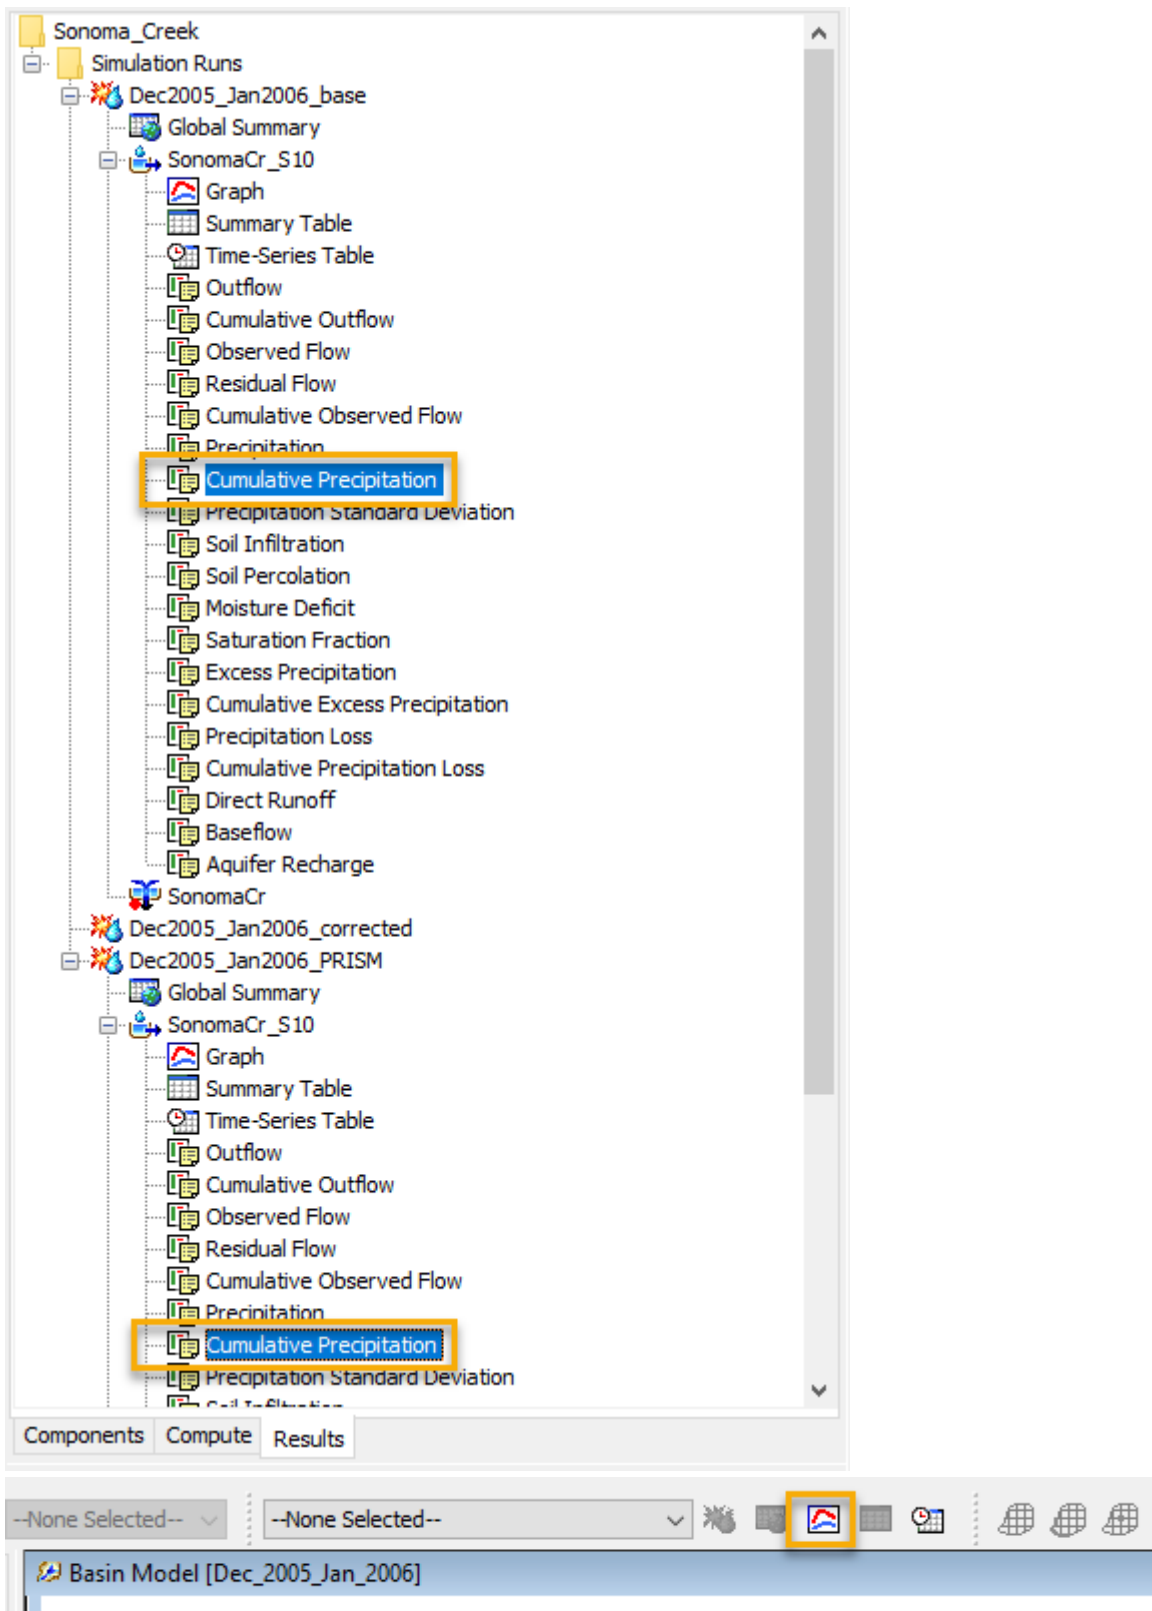 Sonoma_Creek
Simulation Runs
Dec2005_Jan2006_base
Global Summary
SonomaCr_S10
Graph
Summary Table
Time-Series Table
Outflow
Cumulative Outflow
Observed Flow
Residual Flow
Cumulative Observed Flow
Precipitation
Cumulative Precipitation
Precipitation Standard Deviation
Soil Infiltration
Soil Percolation
Moisture Deficit
Saturation Fraction
Excess Precipitation
Cumulative Excess Precipitation
Precipitation Loss
Cumulative Precipitation Loss
Direct Runoff
Baseflow
Aquifer Recharge
SonomaCr
Dec2005_Jan2006_corrected
Dec2005_Jan2006_PRISM
Global Summary
SonomaCr_S10
Graph
Summary Table
Time-Series Table
Outflow
Cumulative Outflow
Observed Flow
Residual Flow
Cumulative Observed Flow
Precipitation
Cumulative Precipitation
Precipitation Standard Deviation
Soil Infiltration
Components Compute Results
--None Selected-- --None Selected--
Basin Model [Dec_2005_Jan_2006]